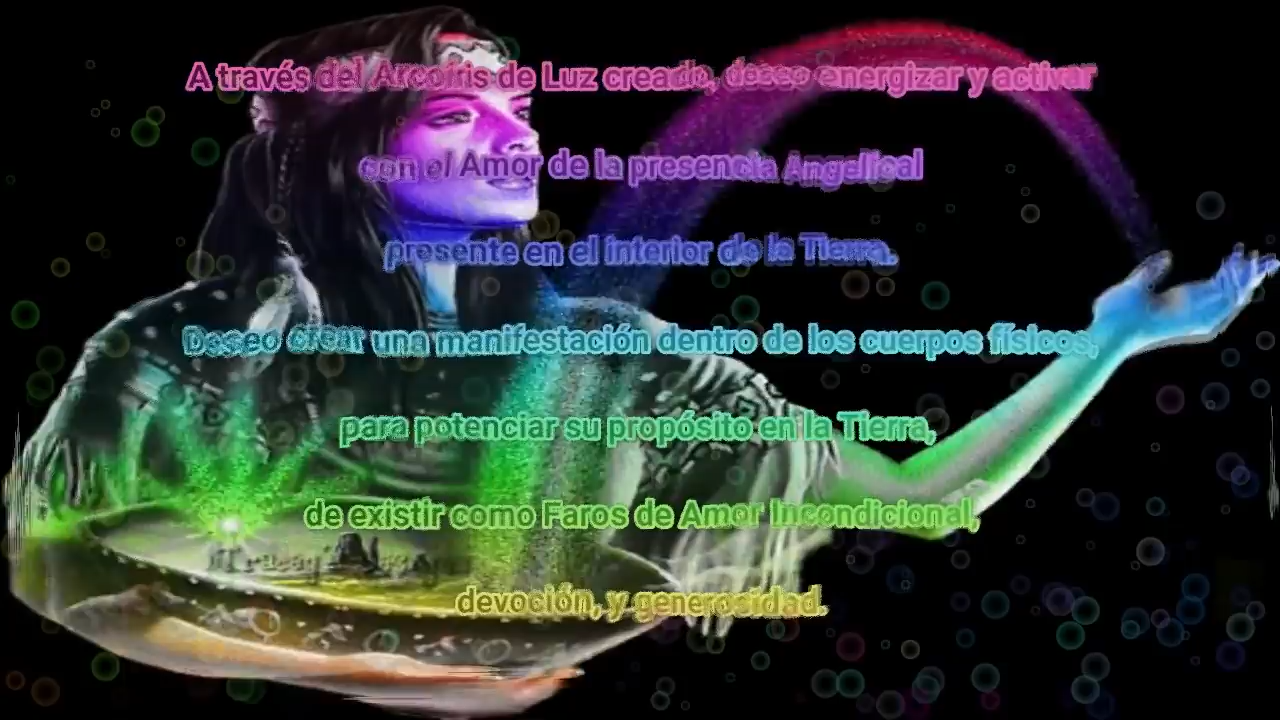 A través del Arcoíris de Luz creado, deseo energizar y activar
con el Amor de la presencia Angelical
presente en el interior de la Tierra,
Deseo crear una manifestación dentro de los cuerpos físicos,
para potenciar su propósito en la Tierra,
de existir como Faros de Amor Incondicional,
devoción, y generosidad.